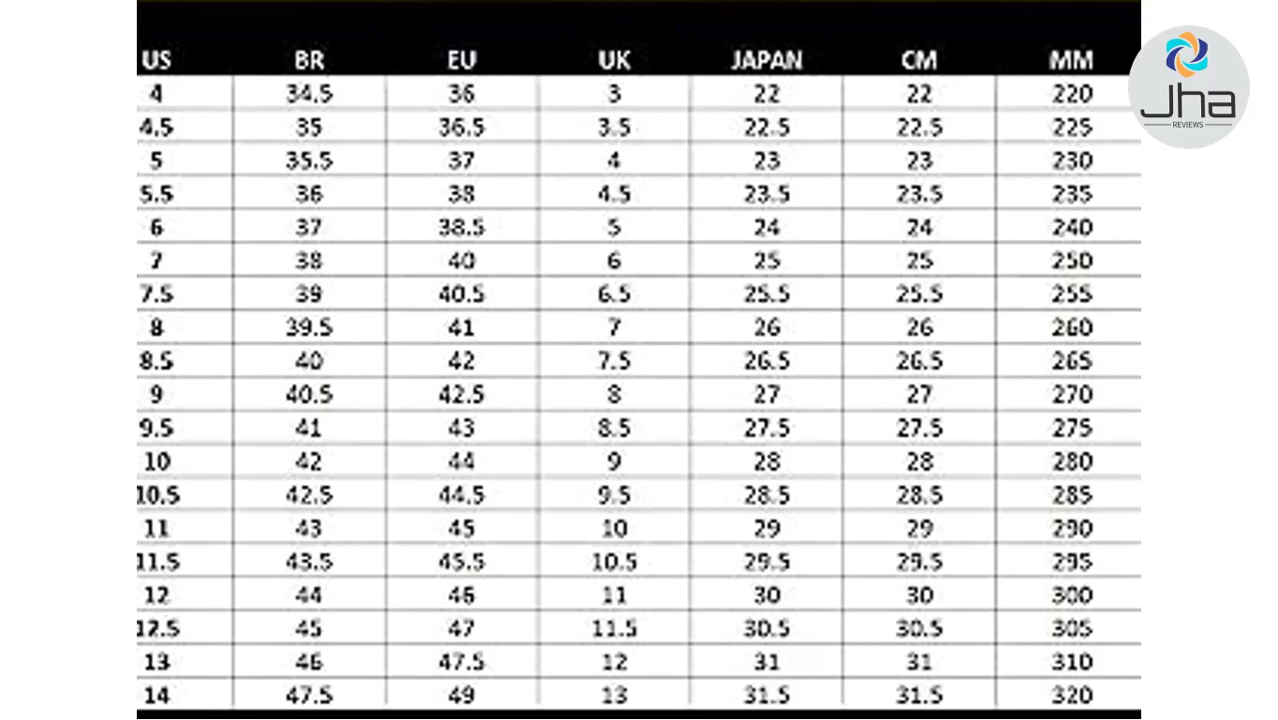 US BR EU UK JAPAN CM MM
4 34.5 36 3 22 22 220
4.5 35 36.5 3.5 22.5 22.5 225
5 35.5 37 4 23 23 230
5.5 36 38 4.5 23.5 23.5 235
6 37 38.5 5 24 24 240
7 38 40 6 25 25 250
7.5 39 40.5 6.5 25.5 25.5 255
8 39.5 41 7 26 26 260
8.5 40 42 7.5 26.5 26.5 265
9 40.5 42.5 8 27 27 270
9.5 41 43 8.5 27.5 27.5 275
10 42 44 9 28 28 280
10.5 42.5 44.5 9.5 28.5 28.5 285
11 43 45 10 29 29 290
11.5 43.5 45.5 10.5 29.5 29.5 295
12 44 46 11 30 30 300
12.5 45 47 11.5 30.5 30.5 305
13 46 47.5 12 31 31 310
14 47.5 49 13 31.5 31.5 320
Jha
REVIEWS